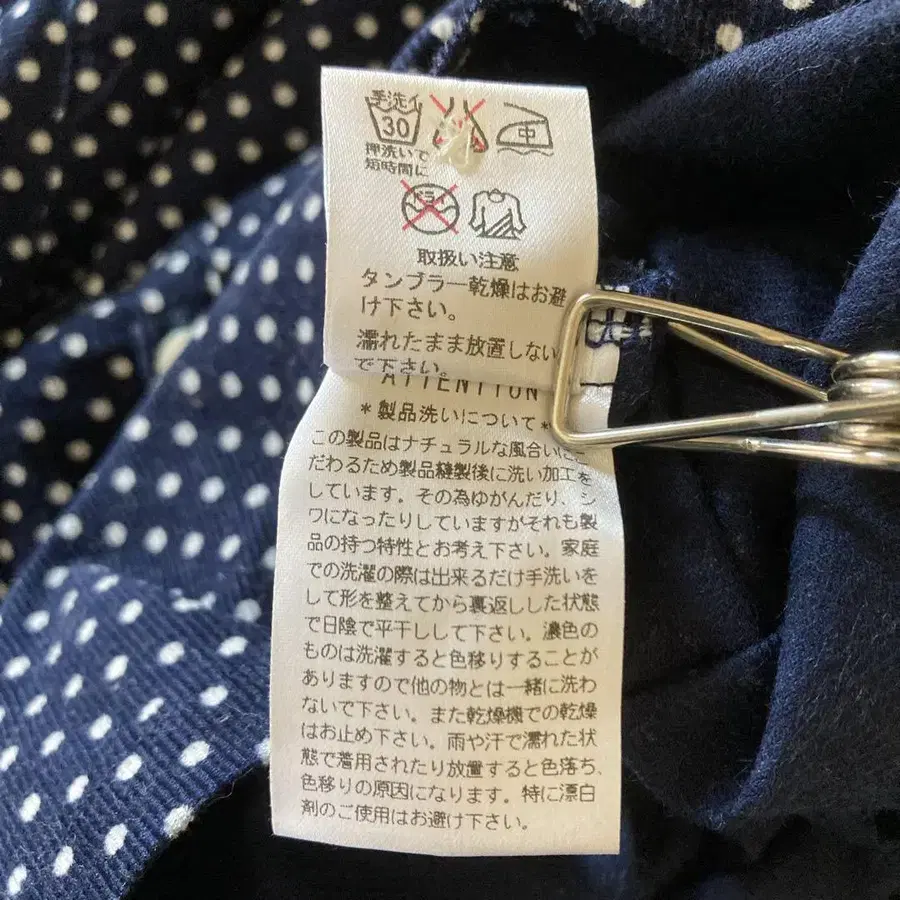 手洗イ
30
中
押洗いで
短時間に
ドライ
取扱い注意
タンブラー乾燥はお避
け下さい。
濡れたまま放置しない
で下さい。
ATTENTION
*製品洗いについて*
この製品はナチュラルな風合いにこ
だわるため製品縫製後に洗い加工を
しています。その為ゆがんだり、シ
ワになったりしていますがそれも製
品の持つ特性とお考え下さい。家庭
での洗濯の際は出来るだけ手洗いを
して形を整えてから裏返しした状態
で日陰で平干しして下さい。濃色の
ものは洗濯すると色移りすることが
ありますので他の物とは一緒に洗わ
ないで下さい。また乾燥機での乾燥
はお止め下さい。雨や汗で濡れた状
態で着用されたり放置すると色落ち、
色移りの原因になります。特に漂白
剤のご使用はお避け下さい。